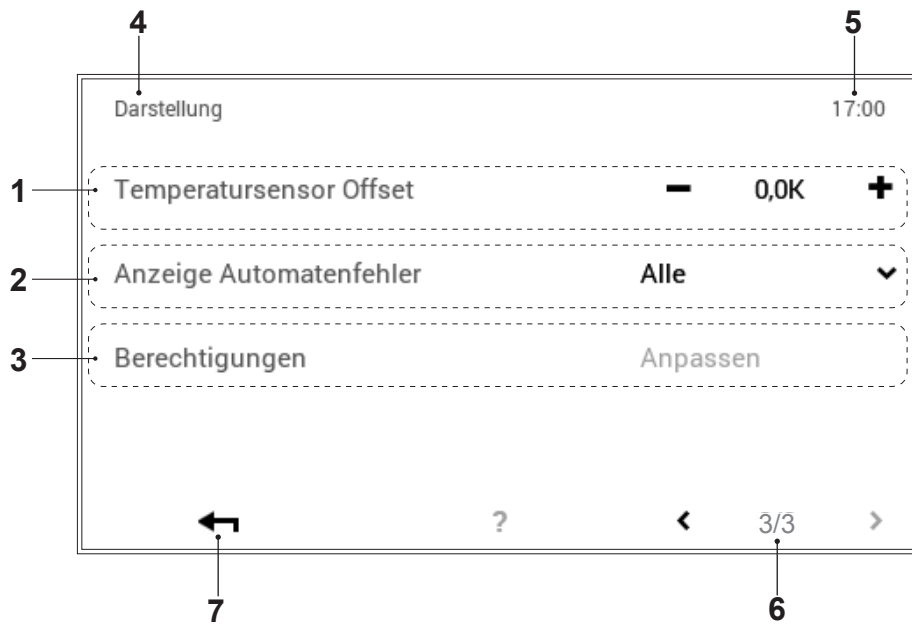 4 5
Darstellung 17:00
1 Temperatursensor Offset − 0,0K +
2 Anzeige Automatenfehler Alle
3 Berechtigungen Anpassen
? < 3/3 >
7 6